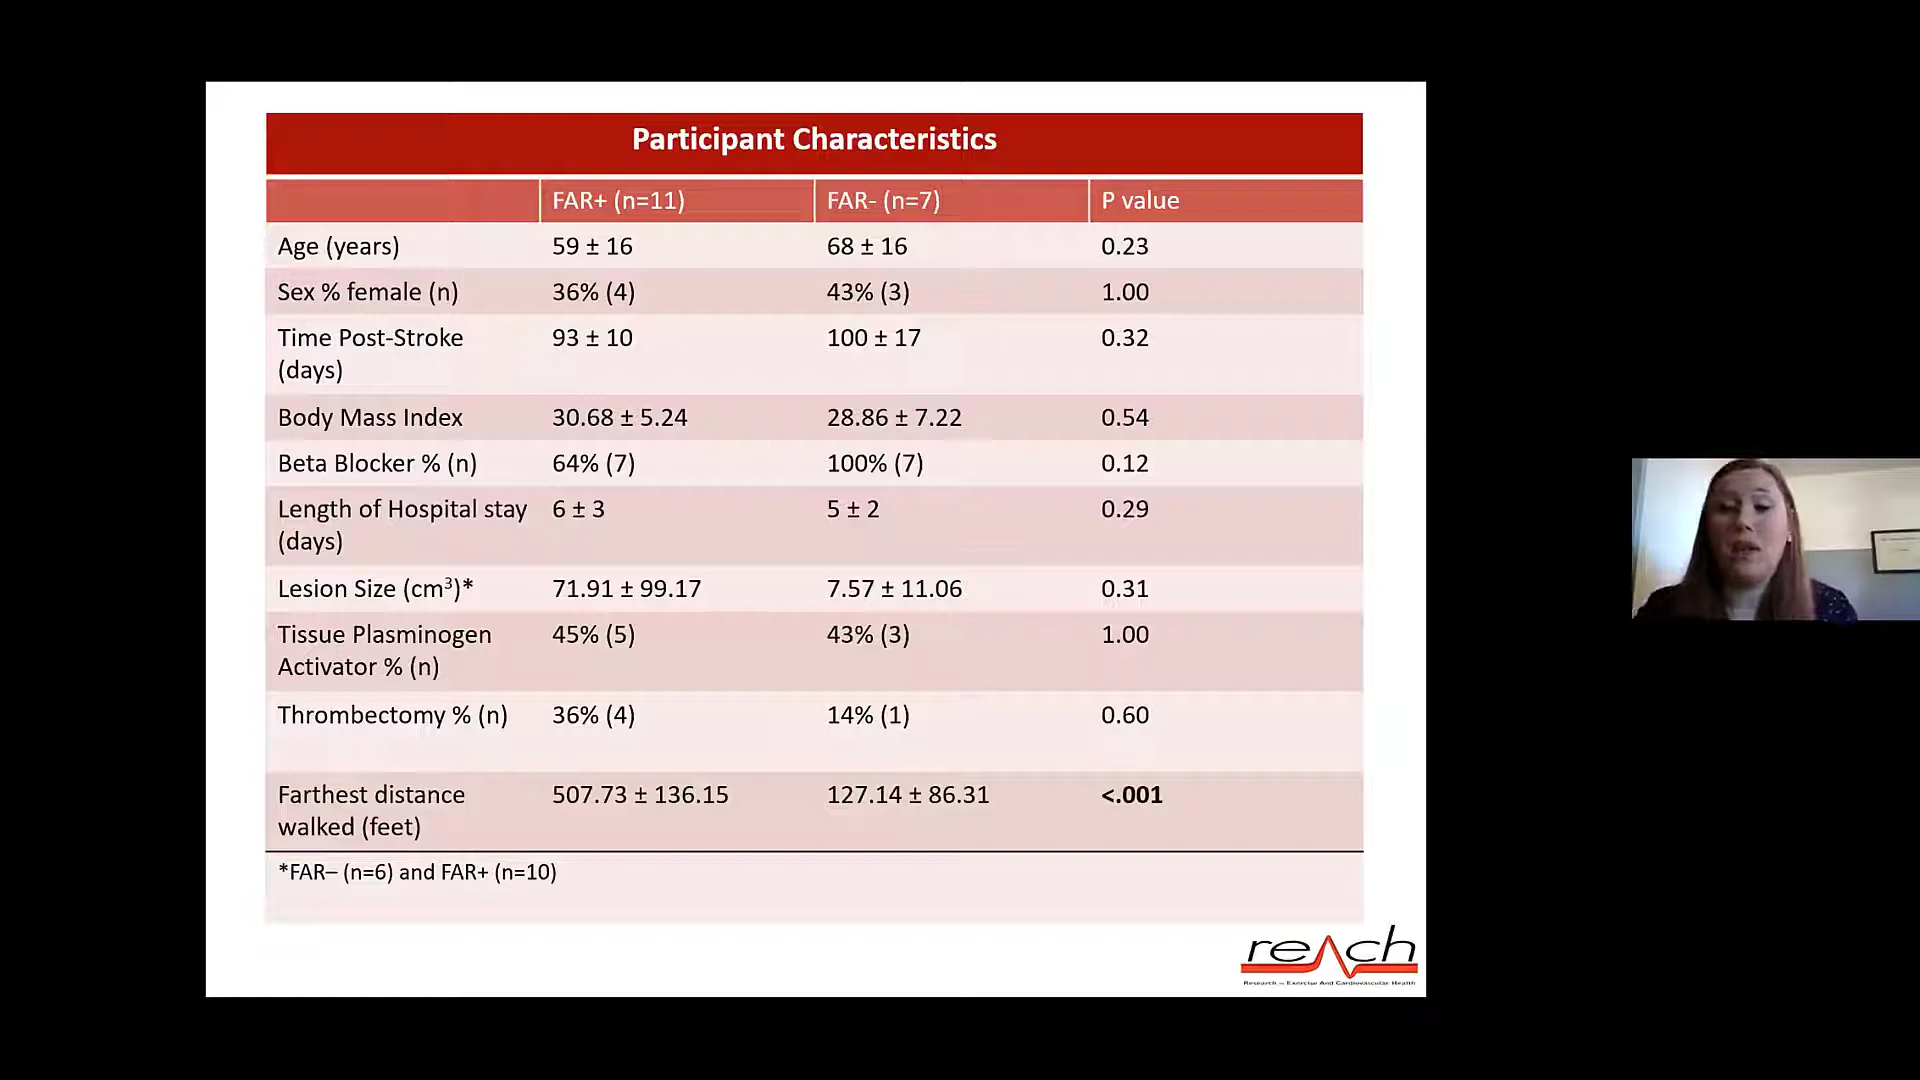 Participant Characteristics
FAR+ (n=11) FAR- (n=7) P value
Age (years) 59 ± 16 68 ± 16 0.23
Sex % female (n) 36% (4) 43% (3) 1.00
Time Post-Stroke 93 ± 10 100 ± 17 0.32
(days)
Body Mass Index 30.68 ± 5.24 28.86 ± 7.22 0.54
Beta Blocker % (n) 64% (7) 100% (7) 0.12
Length of Hospital stay 6 ± 3 5 ± 2 0.29
(days)
Lesion Size (cm³)* 71.91 ± 99.17 7.57 ± 11.06 0.31
Tissue Plasminogen 45% (5) 43% (3) 1.00
Activator % (n)
Thrombectomy % (n) 36% (4) 14% (1) 0.60
Farthest distance 507.73 ± 136.15 127.14 ± 86.31 <.001
walked (feet)
*FAR– (n=6) and FAR+ (n=10)
reach
Research Exercise And Cardiovascular Health